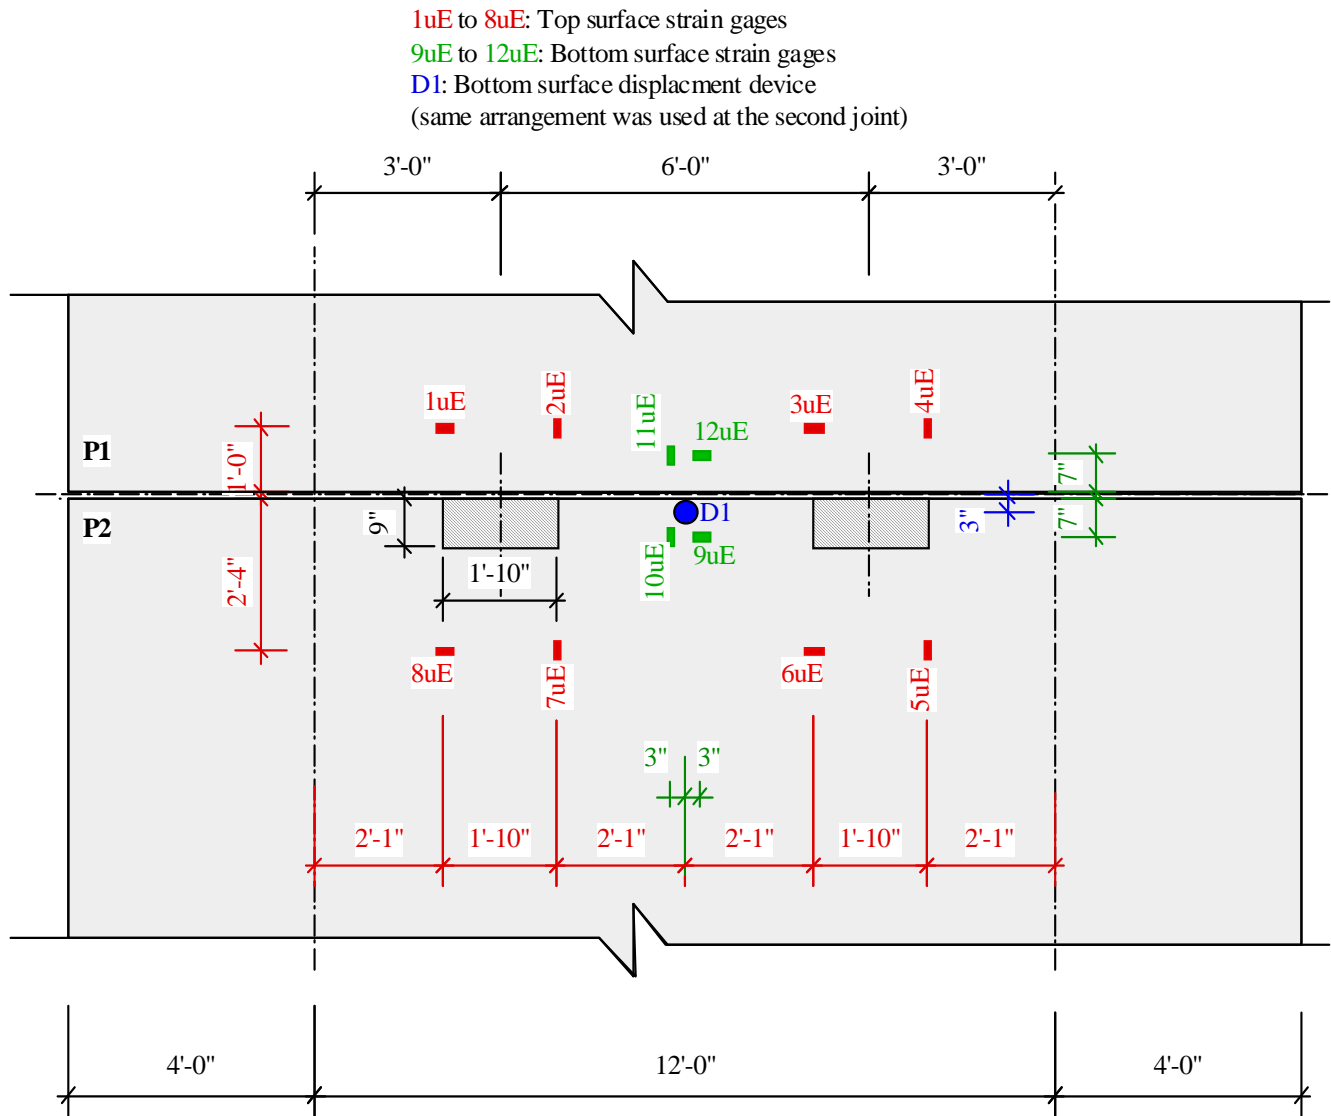 1uE to 8uE: Top surface strain gages
9uE to 12uE: Bottom surface strain gages
D1: Bottom surface displacment device
(same arrangement was used at the second joint)
3'-0" 6'-0" 3'-0"
1uE 2uE 11uE 12uE 3uE 4uE
P1 1'-0" 7"
P2 9" D1 3" 7"
2'-4" 1'-10" 10uE 9uE
8uE 7uE 6uE 5uE
3" 3"
2'-1" 1'-10" 2'-1" 2'-1" 1'-10" 2'-1"
4'-0" 12'-0" 4'-0"